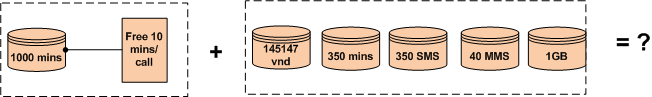 1000 mins
Free 10
mins/
call
+
145147
vnd
350 mins
350 SMS
40 MMS
1GB
= ?